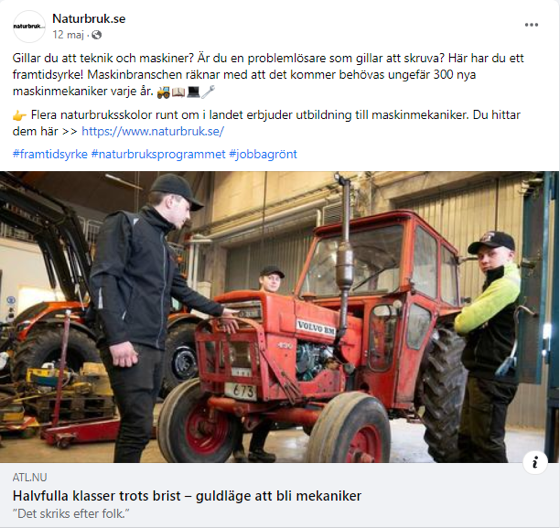 naturbruk...
Naturbruk.se
12 maj ·
Gillar du att teknik och maskiner? Är du en problemlösare som gillar att skruva? Här har du ett
framtidsyrke! Maskinbranschen räknar med att det kommer behövas ungefär 300 nya
maskinmekaniker varje år. 🚜📖💻🔧
👉 Flera naturbruksskolor runt om i landet erbjuder utbildning till maskinmekaniker. Du hittar
dem här >> https://www.naturbruk.se/
#framtidsyrke #naturbruksprogrammet #jobbagrönt
VOLVO BM
73
ATL.NU
Halvfulla klasser trots brist – guldläge att bli mekaniker
"Det skriks efter folk."